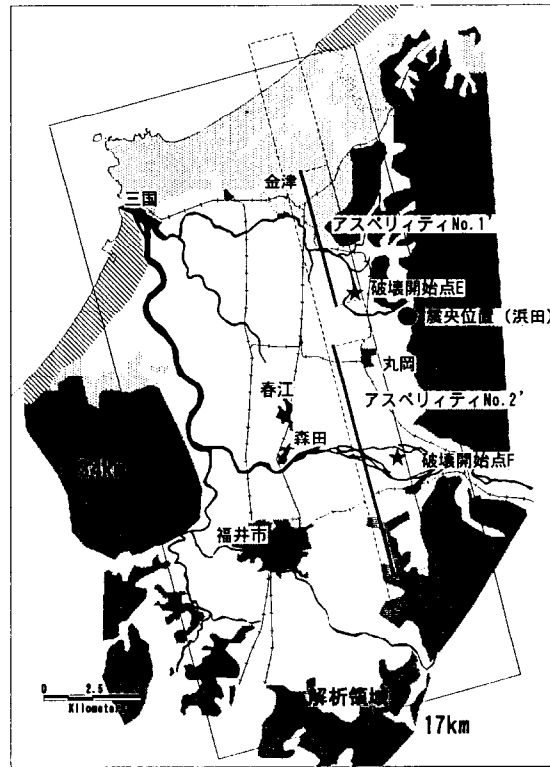 金津
三国
アスペリティNo.1'
破壊開始点E
震央位置（浜田）
丸岡
アスペリティNo.2'
春江
森田
破壊開始点F
福井市
0 2.5
Kilometers
解析領域
17km